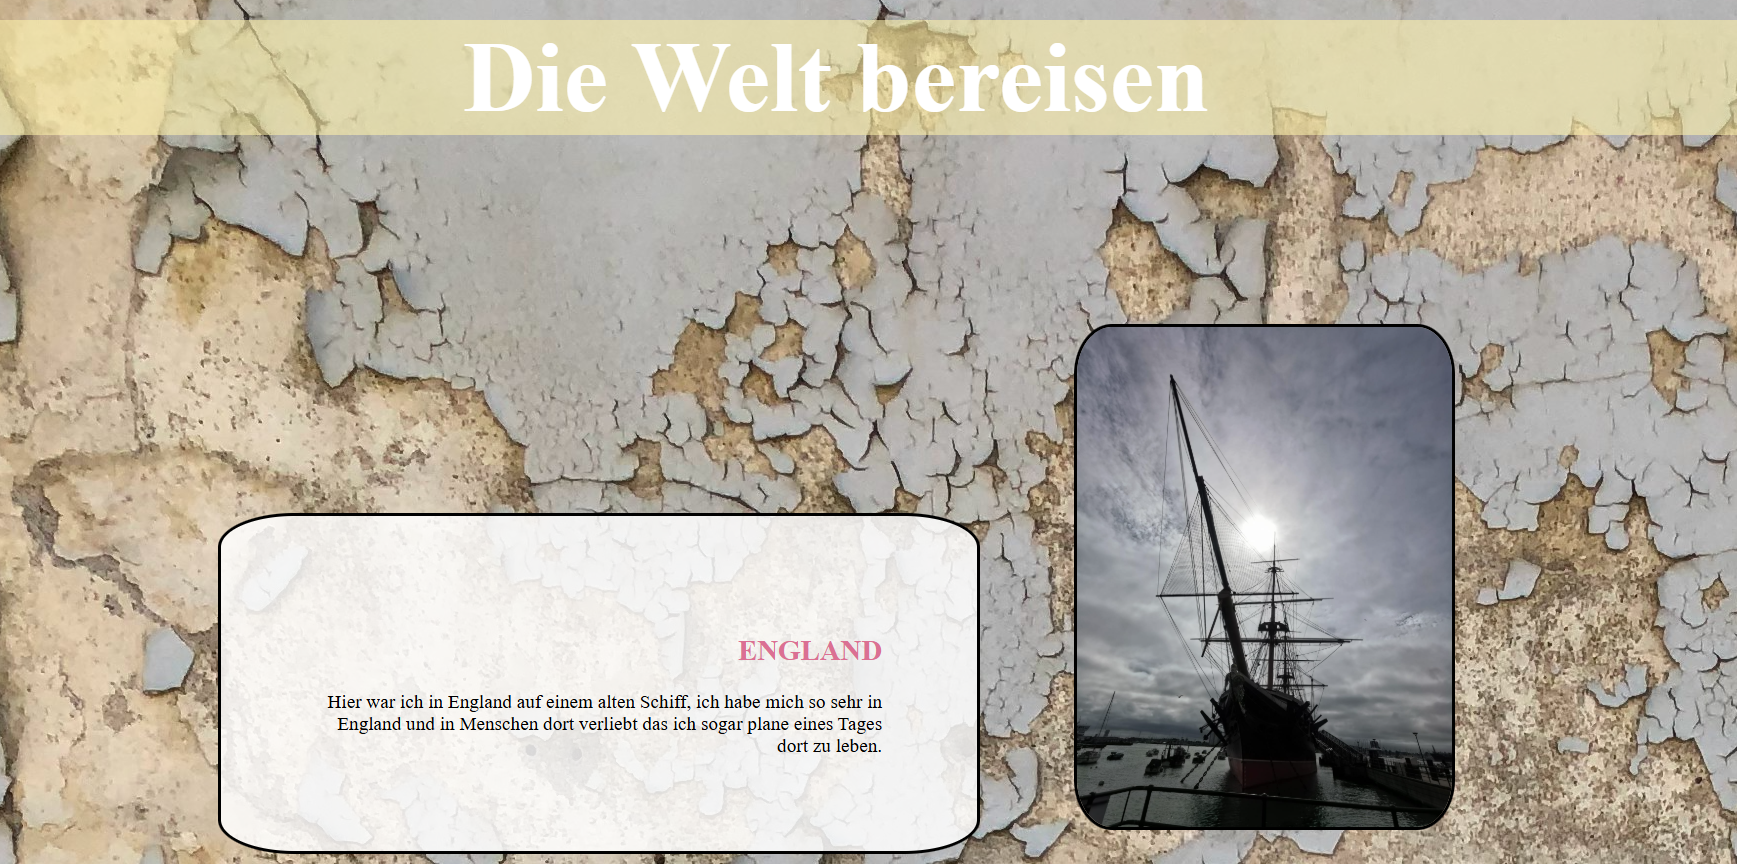 Die Welt bereisen
ENGLAND
Hier war ich in England auf einem alten Schiff, ich habe mich so sehr in
England und in Menschen dort verliebt das ich sogar plane eines Tages
dort zu leben.